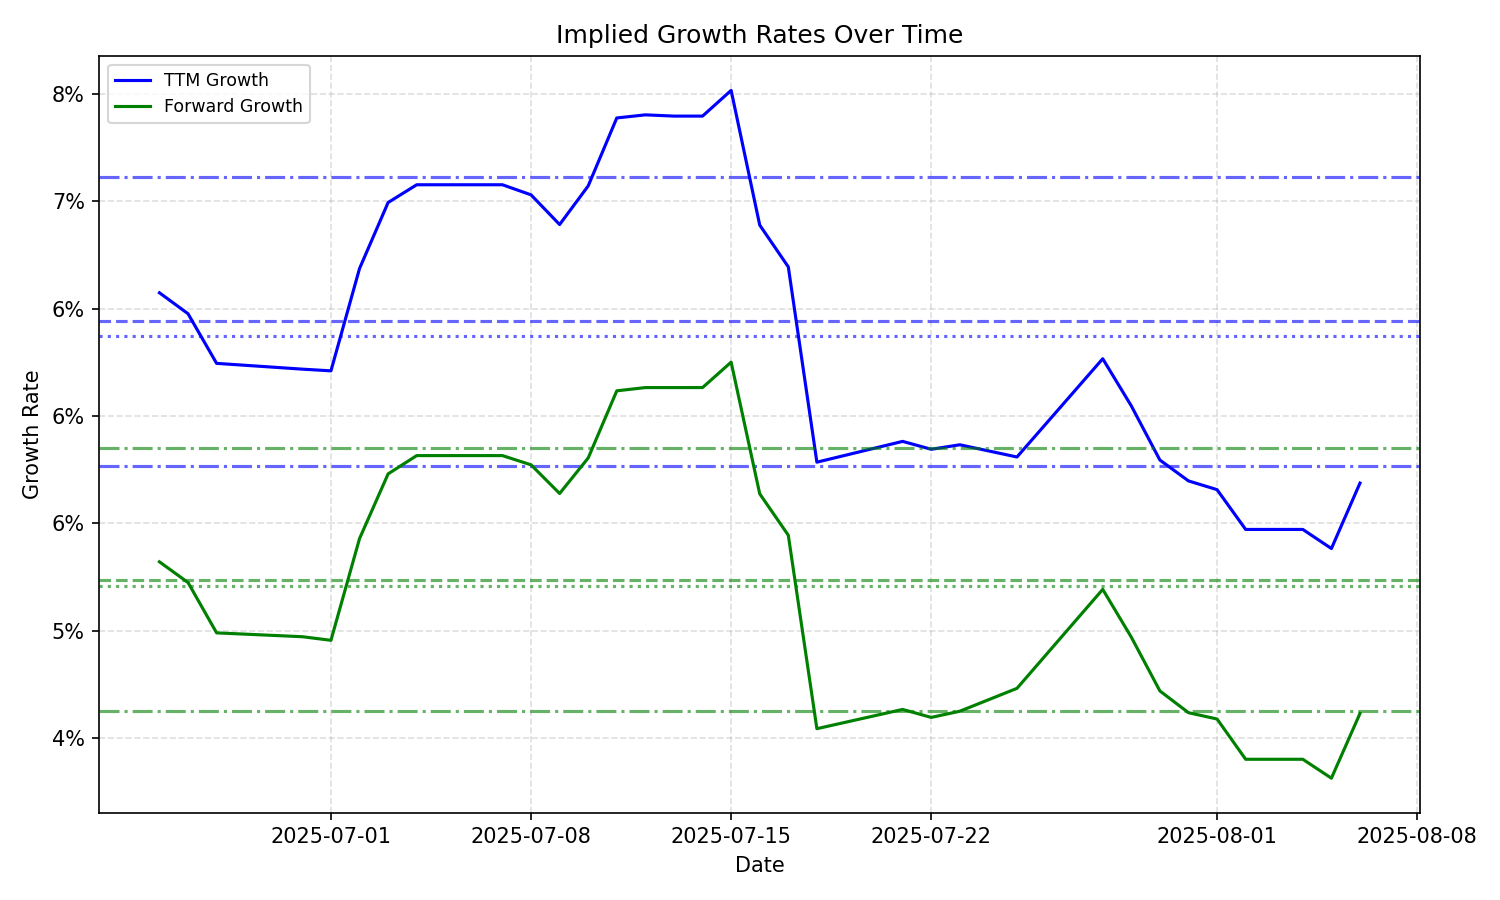 Implied Growth Rates Over Time
TTM Growth
Forward Growth
8%
7%
6%
6%
6%
5%
4%
Growth Rate
2025-07-01
2025-07-08
2025-07-15
2025-07-22
2025-08-01
2025-08-08
Date